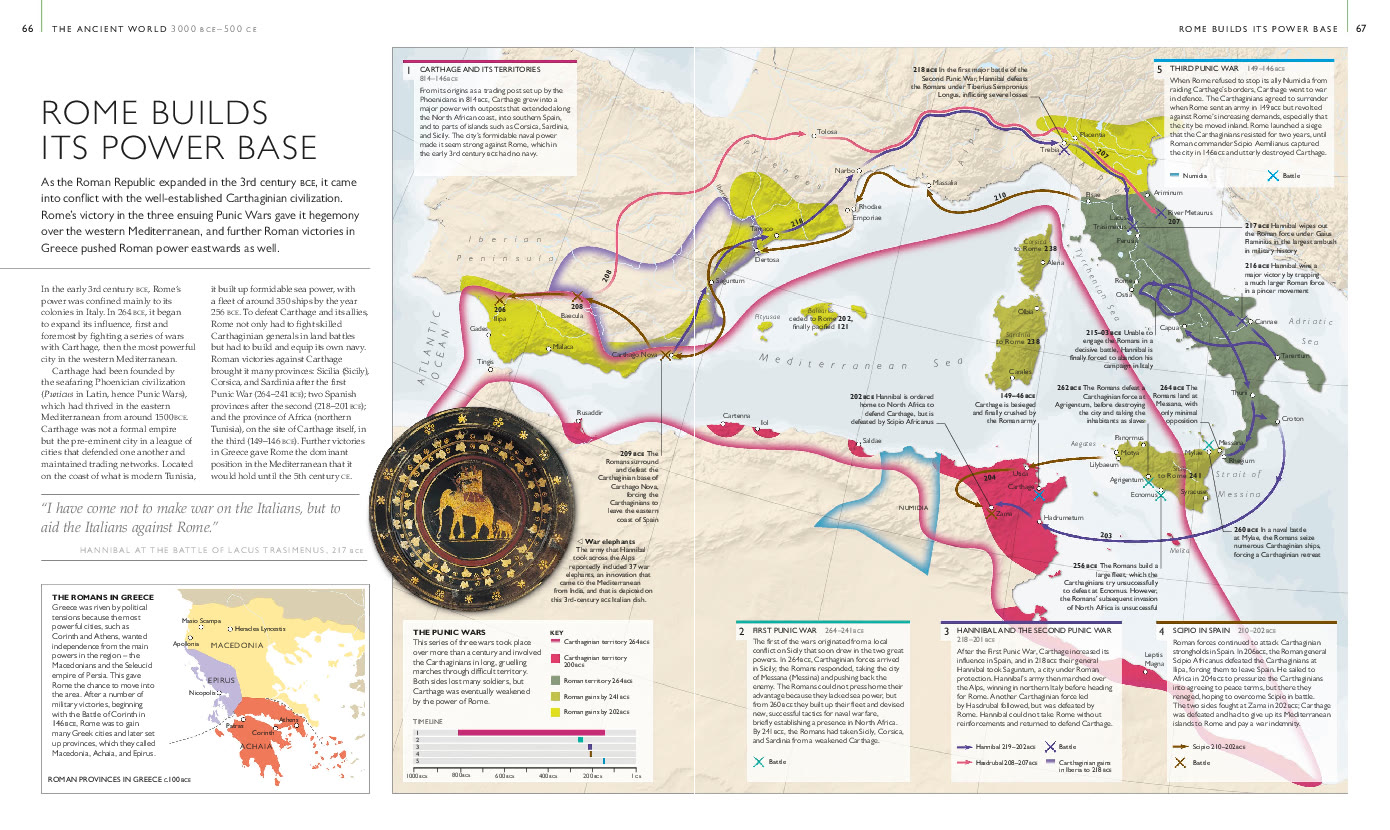 66 THE ANCIENT WORLD 3000 BCE–500 CE
ROME BUILDS ITS POWER BASE 67
ROME BUILDS
ITS POWER BASE
As the Roman Republic expanded in the 3rd century BCE, it came
into conflict with the well-established Carthaginian civilization.
Rome's victory in the three ensuing Punic Wars gave it hegemony
over the western Mediterranean, and further Roman victories in
Greece pushed Roman power eastwards as well.
In the early 3rd century BCE, Rome's
power was confined mainly to its
colonies in Italy. In 264 BCE, it began
to expand its influence, first and
foremost by fighting a series of wars
with Carthage, then the most powerful
city in the western Mediterranean.
Carthage had been founded by
the seafaring Phoenician civilization
(Punicus in Latin, hence Punic Wars),
which had thrived in the eastern
Mediterranean from around 1500 BCE.
Carthage was not a formal empire
but the pre-eminent city in a league of
cities that defended one another and
maintained trading networks. Located
on the coast of what is modern Tunisia,
it built up formidable sea power, with
a fleet of around 350 ships by the year
256 BCE. To defeat Carthage and its allies,
Rome not only had to fight skilled
Carthaginian generals in land battles
but had to build and equip its own navy.
Roman victories against Carthage
brought it many provinces: Sicilia (Sicily),
Corsica, and Sardinia after the first
Punic War (264–241 BCE); two Spanish
provinces after the second (218–201 BCE);
and the province of Africa (northern
Tunisia), on the site of Carthage itself, in
the third (149–146 BCE). Further victories
in Greece gave Rome the dominant
position in the Mediterranean that it
would hold until the 5th century CE.
"I have come not to make war on the Italians, but to
aid the Italians against Rome."
HANNIBAL AT THE BATTLE OF LACUS TRASIMENUS, 217 BCE
THE ROMANS IN GREECE
Greece was riven by political
tensions because the most
powerful cities, such as
Corinth and Athens, wanted
independence from the main
powers in the region – the
Macedonians and the Seleucid
empire of Persia. This gave
Rome the chance to move into
the area. After a number of
military victories, beginning
with the Battle of Corinth in
146 BCE, Rome was to gain
many Greek cities and later set
up provinces, which they called
Macedonia, Achaia, and Epirus.
ROMAN PROVINCES IN GREECE c.100 BCE
Masio Scampa
Heraclea Lyncestis
Apollonia
MACEDONIA
EPIRUS
Nicopolis
Patras
Athens
Corinth
ACHAIA
1 CARTHAGE AND ITS TERRITORIES
814–146 BCE
From its origins as a trading post set up by the
Phoenicians in 814 BCE, Carthage grew into a
major power with outposts that extended along
the North African coast, into southern Spain,
and to parts of islands such as Corsica, Sardinia,
and Sicily. The city's formidable naval power
made it seem strong against Rome, which in
the early 3rd century BCE had no navy.
218 BCE In the first major battle of the
Second Punic War, Hannibal defeats
the Romans under Tiberius Sempronius
Longus, inflicting severe losses
5 THIRD PUNIC WAR 149–146 BCE
When Rome refused to stop its ally Numidia from
raiding Carthage's borders, Carthage went to war
in defence. The Carthaginians agreed to surrender
when Rome sent an army in 149 BCE but revolted
against Rome's increasing demands, especially that
the city be moved inland. Rome launched a siege
that the Carthaginians resisted for two years, until
Roman commander Scipio Aemilianus captured
the city in 146 BCE and utterly destroyed Carthage.
Numidia
Battle
Tolosa
Placentia
Trebia
207
Pyrenees
Narbo
Massalia
ALPS
Pisae
Ariminum
210
Iberus
Rhodae
Emporiae
218
Tarraco
Dertosa
Lacus
Trasimenus
River Metaurus
207
Perusia
217 BCE Hannibal wipes out
the Roman force under Gaius
Flaminius in the largest ambush
in military history
216 BCE Hannibal wins a
major victory by trapping
a much larger Roman force
in a pincer movement
Iberian
Peninsula
208
Corsica
to Rome 238
Aleria
Tyrrhenian Sea
Rome
Ostia
Saguntum
206
Ilipa
208
Baecula
Gades
Malaca
Carthago Nova
Tingis
ATLANTIC
OCEAN
Pityusae
Balearis
ceded to Rome 202,
finally pacified 121
Mediterranean Sea
Olbia
Sardinia
to Rome 238
Carales
Capua
Cannae
Adriatic
Sea
Tarentum
Thurii
Croton
215–03 BCE Unable to
engage the Romans in a
decisive battle, Hannibal is
finally forced to abandon his
campaign in Italy
262 BCE The Romans defeat a
Carthaginian force at
Agrigentum, before destroying
the city and taking the
inhabitants as slaves
264 BCE The
Romans land at
Messana, with
only minimal
opposition
202 BCE Hannibal is ordered
home to North Africa to
defend Carthage, but is
defeated by Scipio Africanus
149–46 BCE
Carthage is besieged
and finally crushed by
the Roman army
Rusaddir
Cartenna
Iol
Saldae
Aegates
Panormus
Motya
Lilybaeum
Mylae
Messana
Rhegium
Sicilia
to Rome 241
Agrigentum
Ecnomus
Syracuse
Strait of
Messina
Utica
Carthage
204
Zama
NUMIDIA
Hadrumetum
203
Melita
209 BCE The
Romans surround
and defeat the
Carthaginian base of
Carthago Nova,
forcing the
Carthaginians to
leave the eastern
coast of Spain
War elephants
The army that Hannibal
took across the Alps
reportedly included 37 war
elephants, an innovation that
came to the Mediterranean
from India, and that is depicted on
this 3rd-century BCE Italian dish.
260 BCE In a naval battle
at Mylae, the Romans seize
numerous Carthaginian ships,
forcing a Carthaginian retreat
256 BCE The Romans build a
large fleet, which the
Carthaginians try unsuccessfully
to defeat at Ecnomus. However,
the Romans' subsequent invasion
of North Africa is unsuccessful
Leptis
Magna
THE PUNIC WARS
This series of three wars took place
over more than a century and involved
the Carthaginians in long, gruelling
marches through difficult terrain.
Both sides lost many soldiers, but
Carthage was eventually weakened
by the power of Rome.
KEY
Carthaginian territory 264 BCE
Carthaginian territory
200 BCE
Roman territory 264 BCE
Roman gains by 241 BCE
Roman gains by 202 BCE
TIMELINE
1
2
3
4
5
1000 BCE 800 BCE 600 BCE 400 BCE 200 BCE 1 CE
2 FIRST PUNIC WAR 264–241 BCE
The first of the wars originated from a local
conflict on Sicily that soon drew in the two great
powers. In 264 BCE, Carthaginian forces arrived
in Sicily; the Romans responded, taking the city
of Messana (Messina) and pushing back the
enemy. The Romans could not press home their
advantage because they lacked sea power, but
from 260 BCE they built up their fleet and devised
new, successful tactics for naval warfare,
briefly establishing a presence in North Africa.
By 241 BCE, the Romans had taken Sicily, Corsica,
and Sardinia from a weakened Carthage.
Battle
3 HANNIBAL AND THE SECOND PUNIC WAR
218–201 BCE
After the First Punic War, Carthage increased its
influence in Spain, and in 218 BCE their general
Hannibal took Saguntum, a city under Roman
protection. Hannibal's army then marched over
the Alps, winning in northern Italy before heading
for Rome. Another Carthaginian force led
by Hasdrubal followed, but was defeated by
Rome. Hannibal could not take Rome without
reinforcements and returned to defend Carthage.
Hannibal 219–202 BCE
Battle
Hasdrubal 208–207 BCE
Carthaginian gains
in Iberia to 218 BCE
4 SCIPIO IN SPAIN 210–202 BCE
Roman forces continued to attack Carthaginian
strongholds in Spain. In 206 BCE, the Roman general
Scipio Africanus defeated the Carthaginians at
Ilipa, forcing them to leave Spain. He sailed to
Africa in 204 BCE to pressurize the Carthaginians
into agreeing to peace terms, but there they
reneged, hoping to overcome Scipio in battle.
The two sides fought at Zama in 202 BCE; Carthage
was defeated and had to give up its Mediterranean
islands to Rome and pay a war indemnity.
Scipio 210–202 BCE
Battle